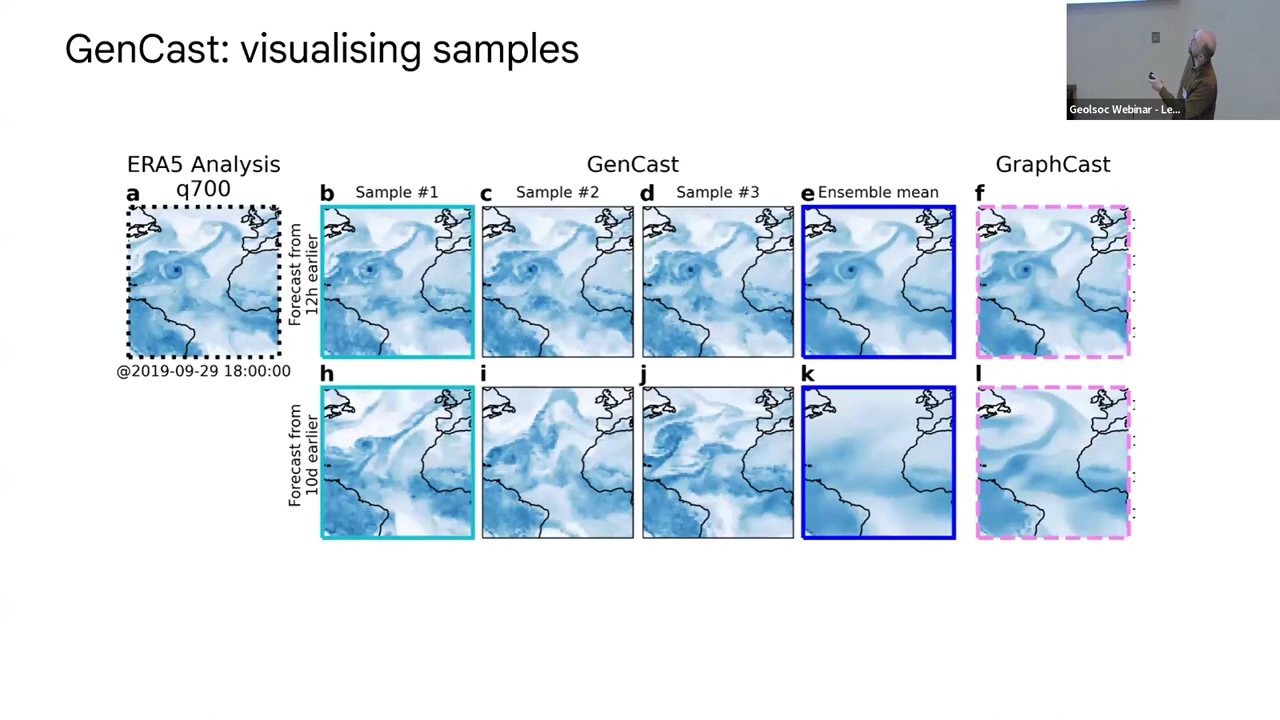 GenCast: visualising samples
Geolsoc Webinar - Le...
ERA5 Analysis
q700
GenCast
GraphCast
a
b
Sample #1
c
Sample #2
d
Sample #3
e
Ensemble mean
f
Forecast from
12h earlier
@2019-09-29 18:00:00
h
i
j
k
l
Forecast from
10d earlier